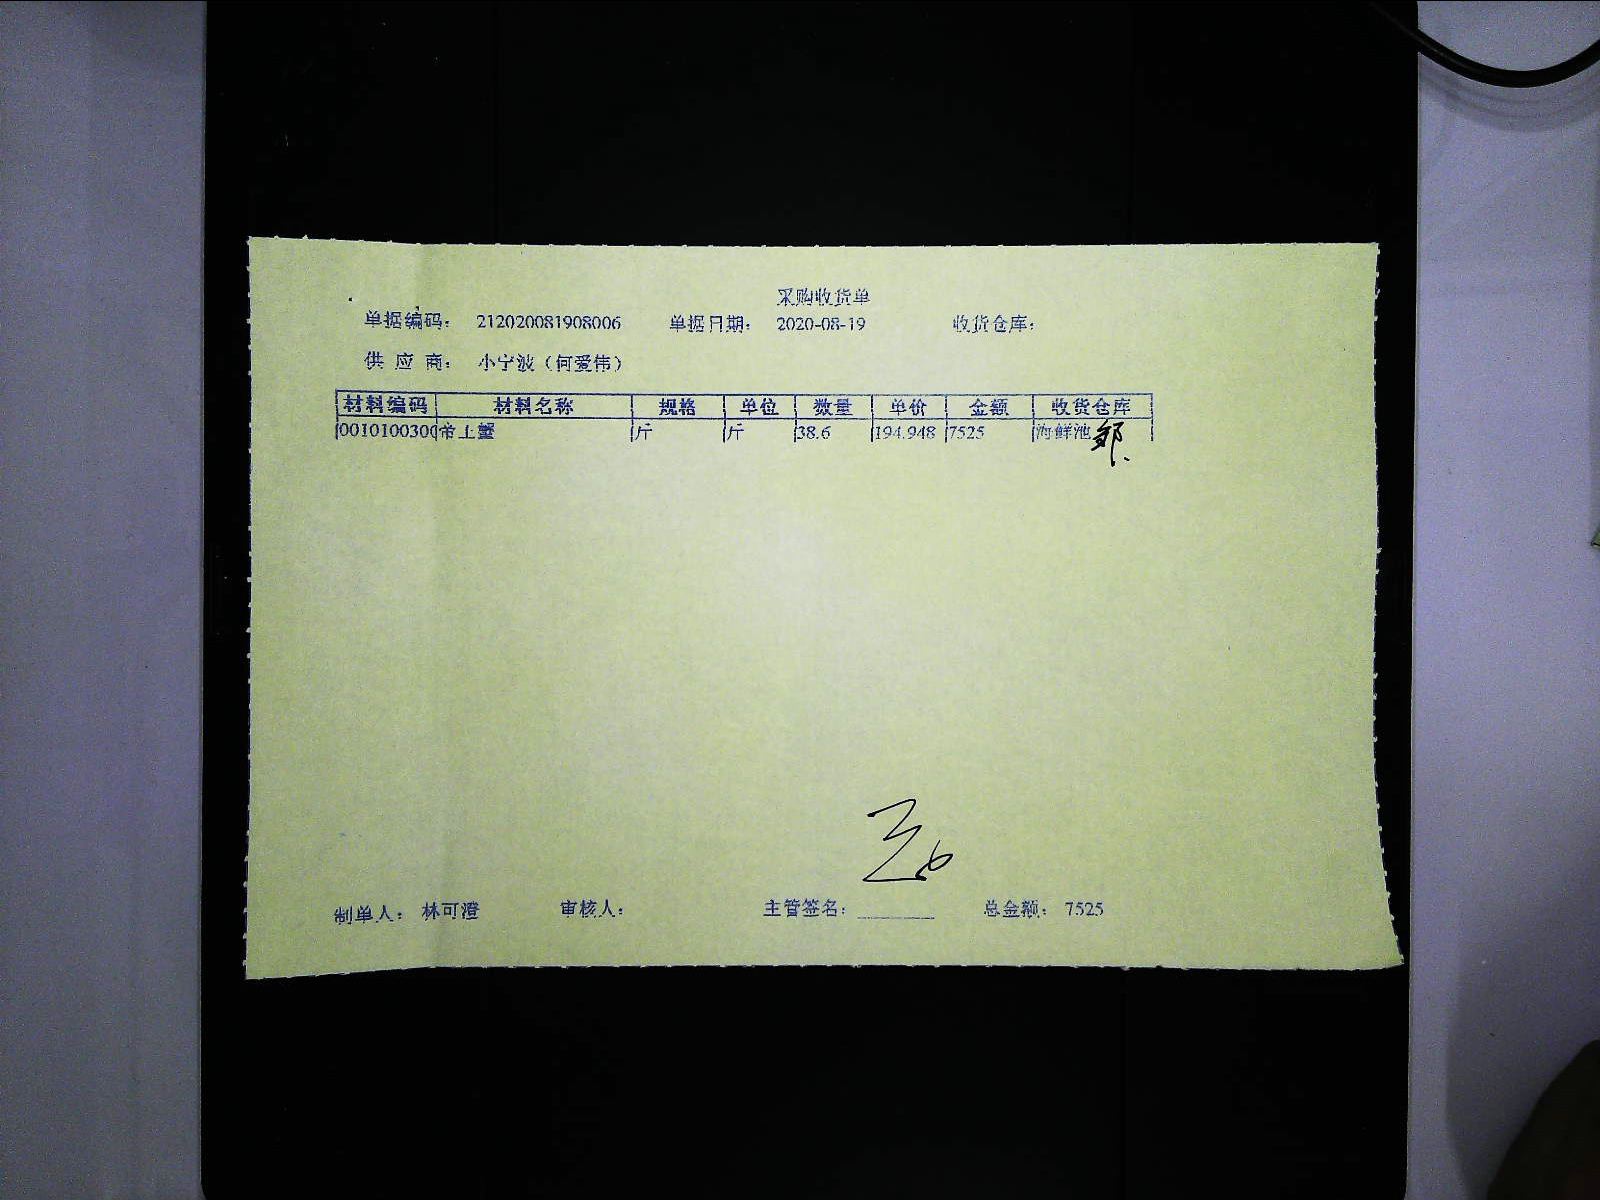 采购收货单
单据编码: 212020081908006 单据日期: 2020-08-19 收货仓库:
供 应 商: 小宁波(何爱伟)
材料编码 材料名称 规格 单位 数量 单价 金额 收货仓库
0010100300 帝王蟹 斤 斤 38.6 194.948 7525 海鲜池
制单人: 林可澄 审核人: 主管签名: 总金额: 7525